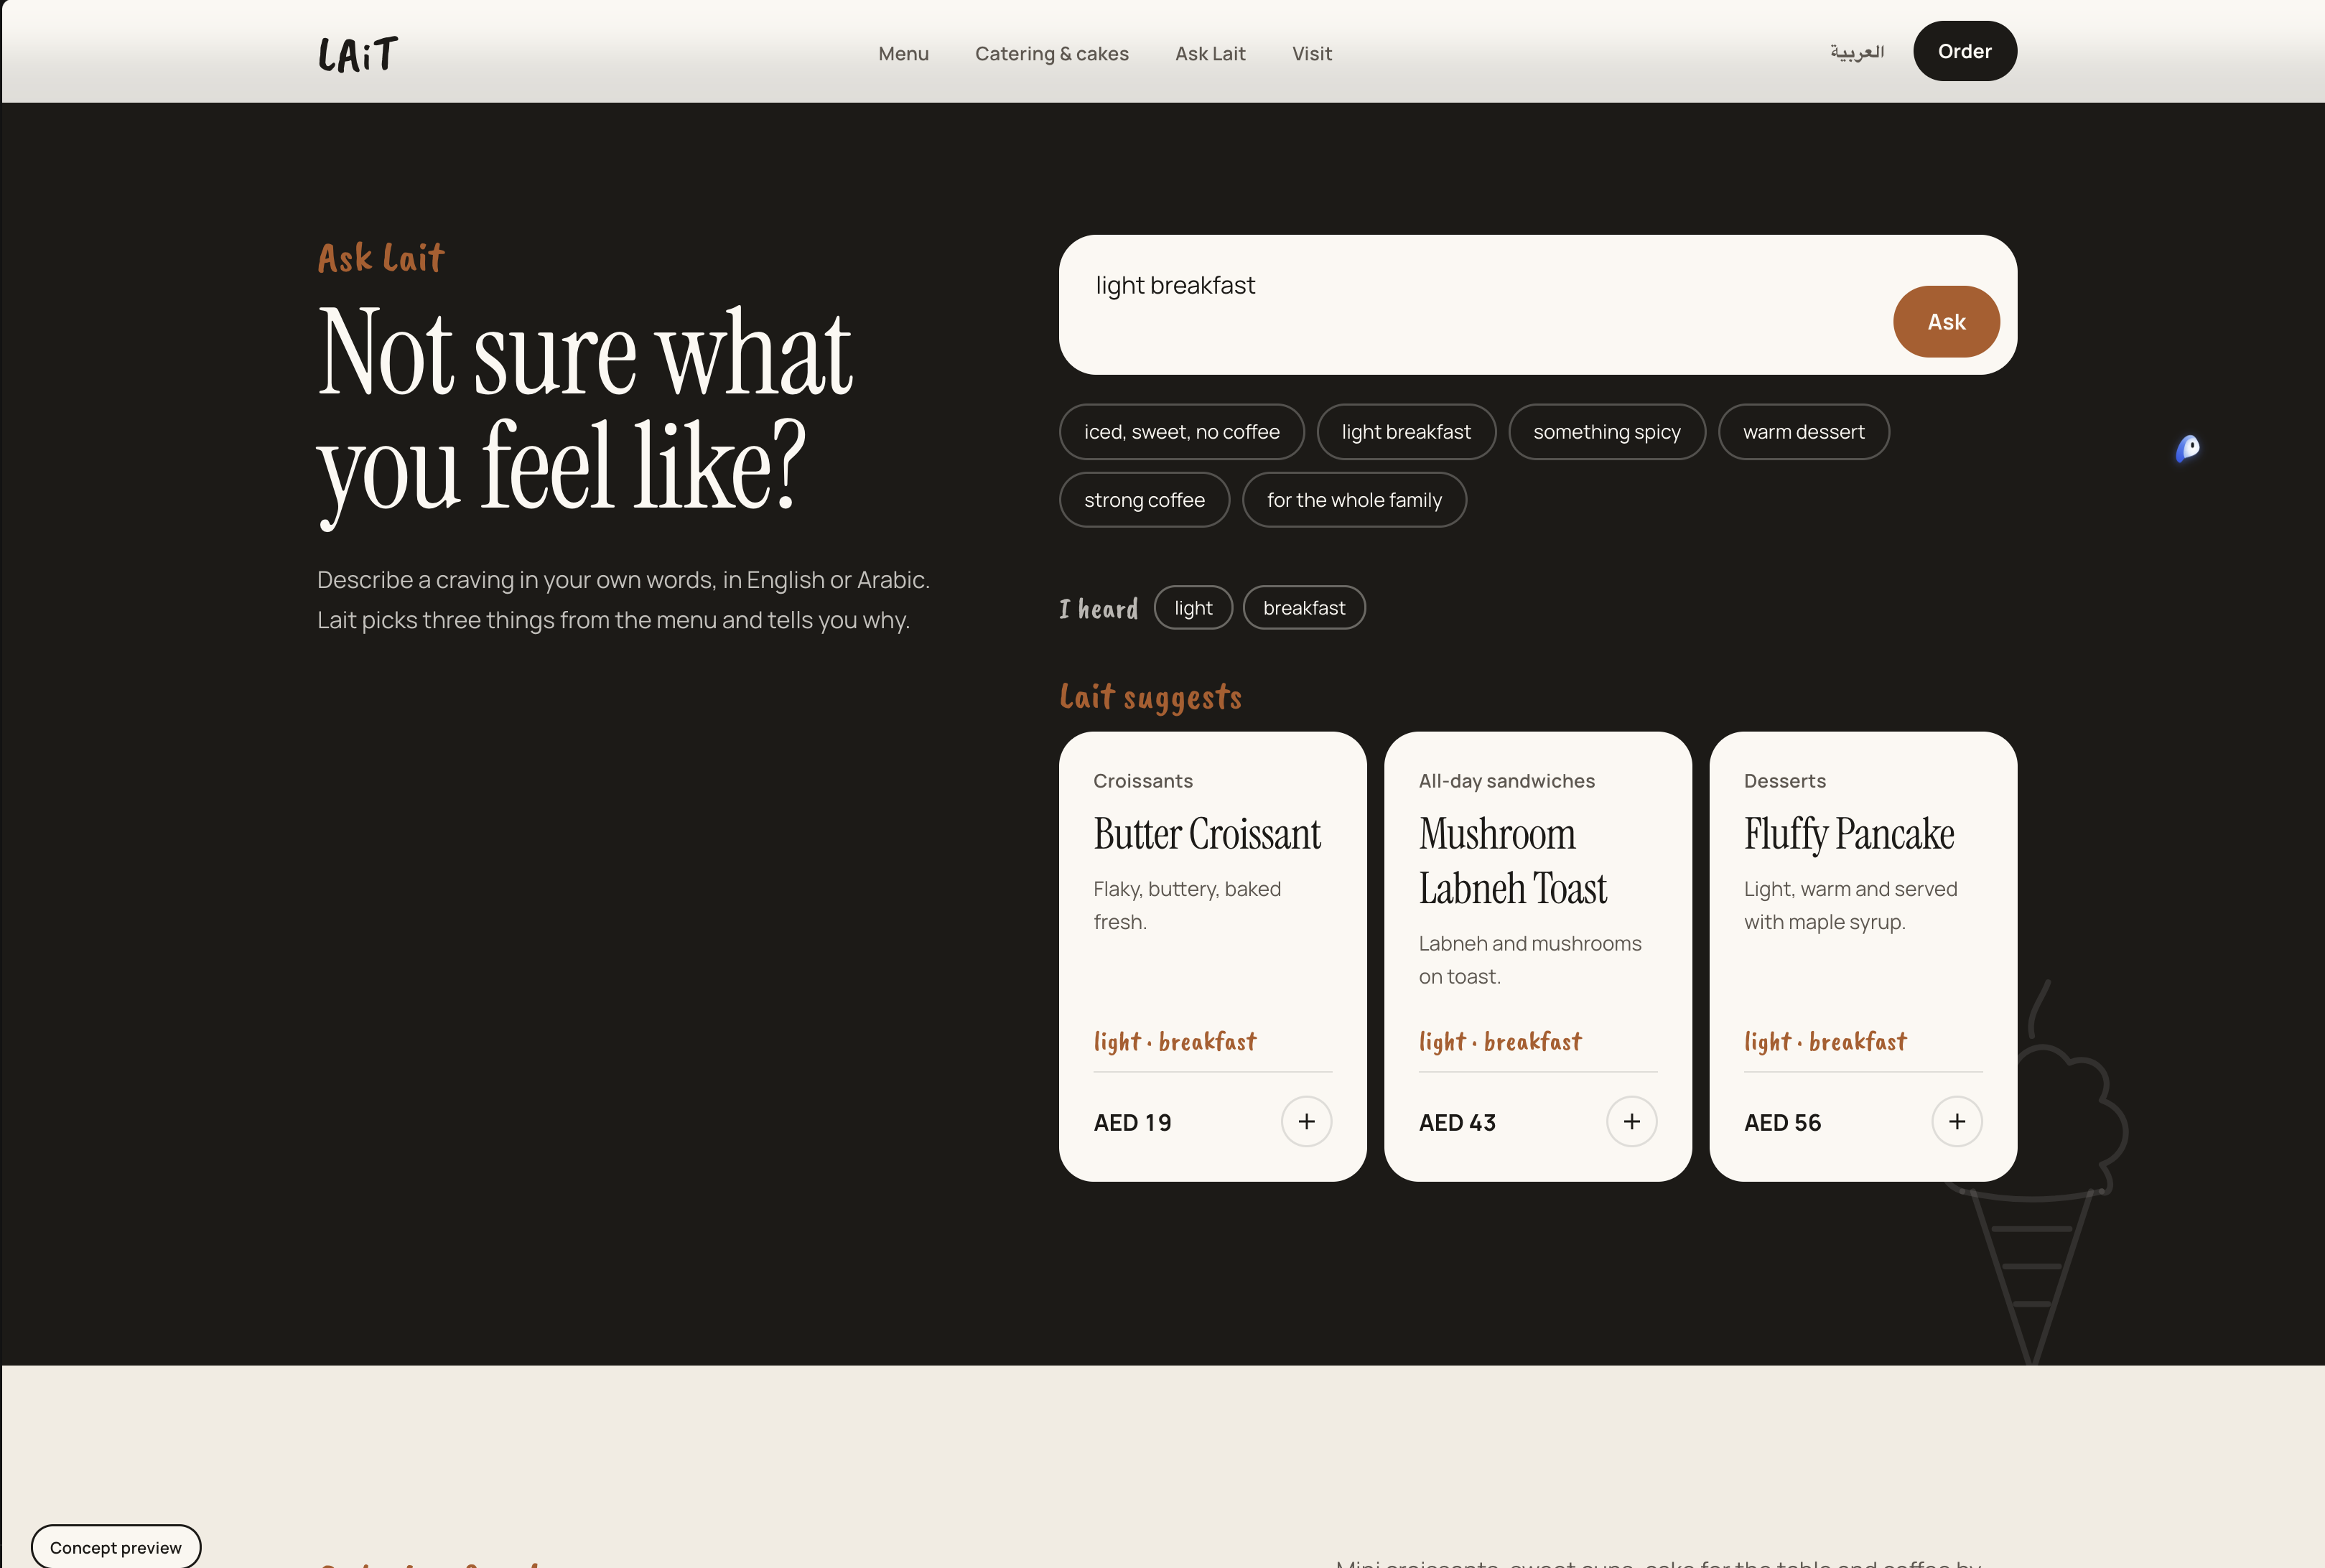 LAiT
Menu
Catering & cakes
Ask Lait
Visit
العربية
Order
Ask Lait
Not sure what
you feel like?
Describe a craving in your own words, in English or Arabic.
Lait picks three things from the menu and tells you why.
light breakfast
Ask
iced, sweet, no coffee
light breakfast
something spicy
warm dessert
strong coffee
for the whole family
I heard
light
breakfast
Lait suggests
Croissants
Butter Croissant
Flaky, buttery, baked
fresh.
light · breakfast
AED 19
+
All-day sandwiches
Mushroom
Labneh Toast
Labneh and mushrooms
on toast.
light · breakfast
AED 43
+
Desserts
Fluffy Pancake
Light, warm and served
with maple syrup.
light · breakfast
AED 56
+
Concept preview